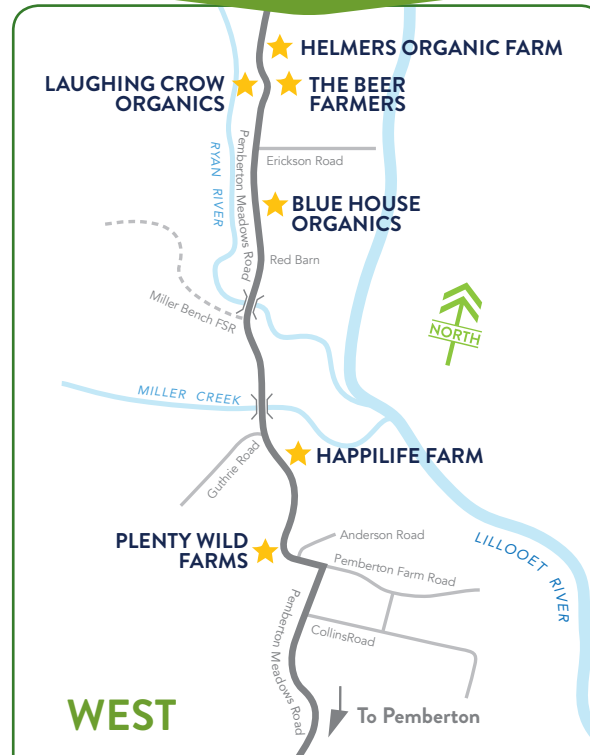 HELMERS ORGANIC FARM
LAUGHING CROW
ORGANICS
THE BEER
FARMERS
Pemberton Meadows Road
RYAN RIVER
Erickson Road
BLUE HOUSE
ORGANICS
Red Barn
Miller Bench FSR
NORTH
MILLER CREEK
HAPPILIFE FARM
Guthrie Road
PLENTY WILD
FARMS
Anderson Road
LILLOOET RIVER
Pemberton Farm Road
Pemberton Meadows Road
CollinsRoad
WEST
To Pemberton